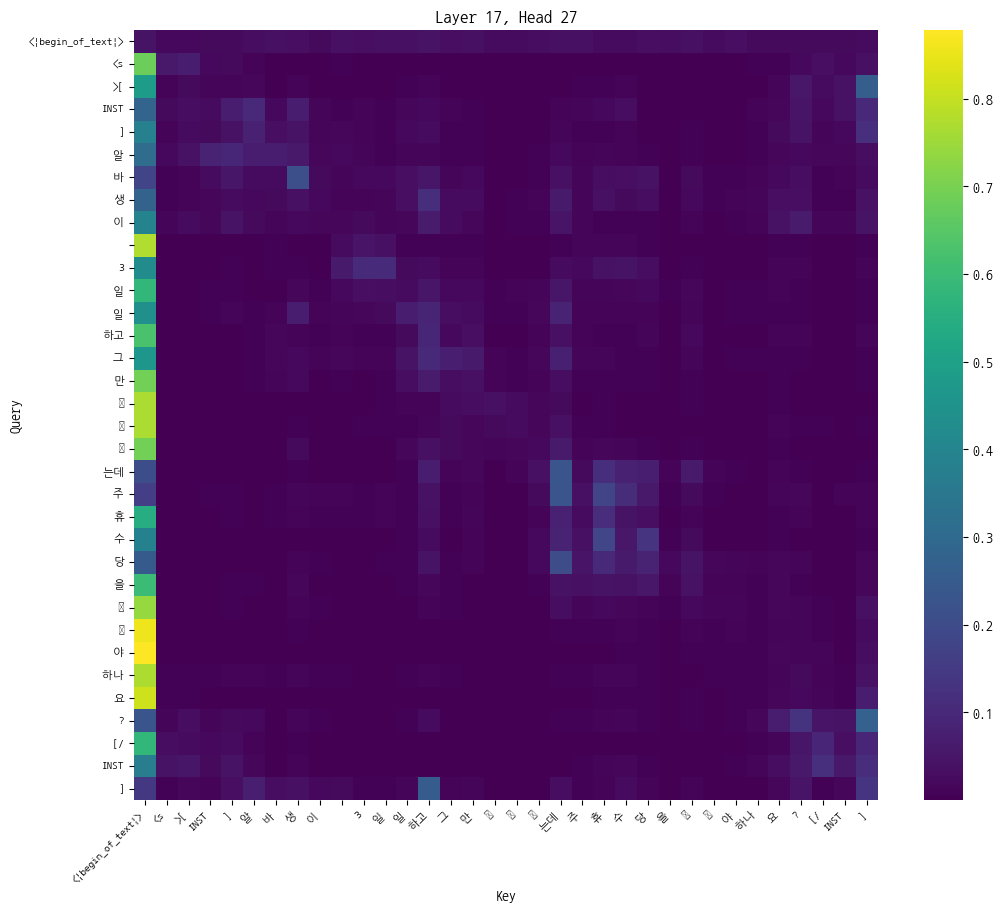 Layer 17, Head 27
<|begin_of_text|>
<s
>[
INST
]
알
바
생
이
3
일
일
하고
그
만
는데
주
휴
수
당
을
야
하나
요
?
[/
INST
]
Query
<|begin_of_text|> <s >[ INST ] 알 바 생 이 3 일 일 하고 그 만 는데 주 휴 수 당 을 야 하나 요 ? [/ INST ]
Key
0.8
0.7
0.6
0.5
0.4
0.3
0.2
0.1